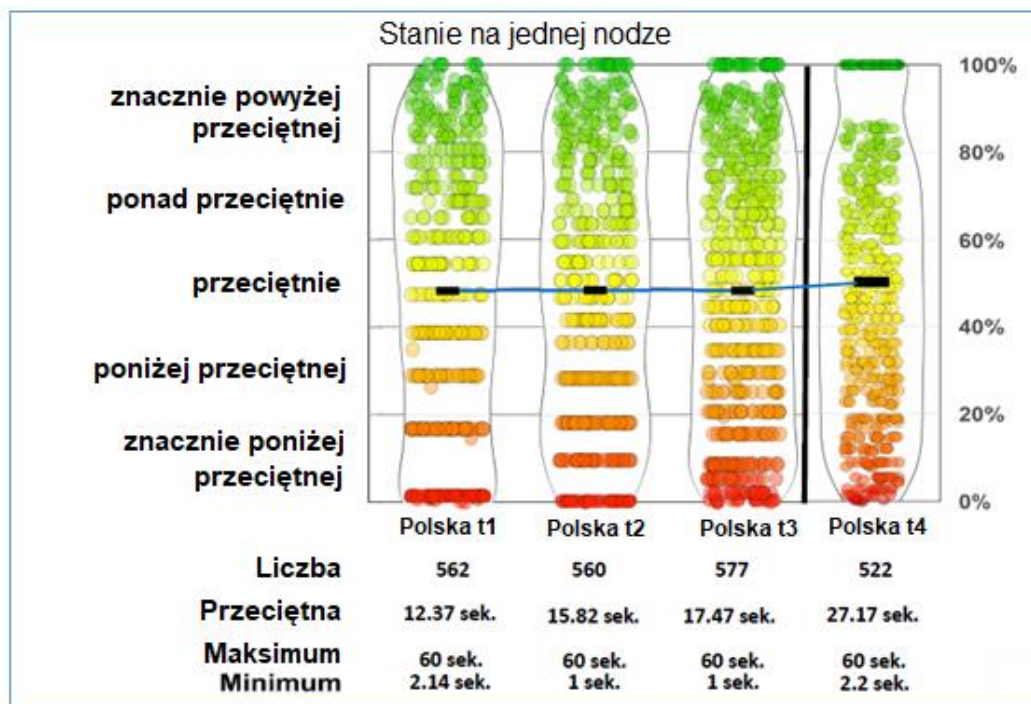 Stanie na jednej nodze
znacznie powyżej
przeciętnej
ponad przeciętnie
przeciętnie
poniżej przeciętnej
znacznie poniżej
przeciętnej
100%
80%
60%
40%
20%
0%
Polska t1 Polska t2 Polska t3 Polska t4
Liczba 562 560 577 522
Przeciętna 12.37 sek. 15.82 sek. 17.47 sek. 27.17 sek.
Maksimum 60 sek. 60 sek. 60 sek. 60 sek.
Minimum 2.14 sek. 1 sek. 1 sek. 2.2 sek.